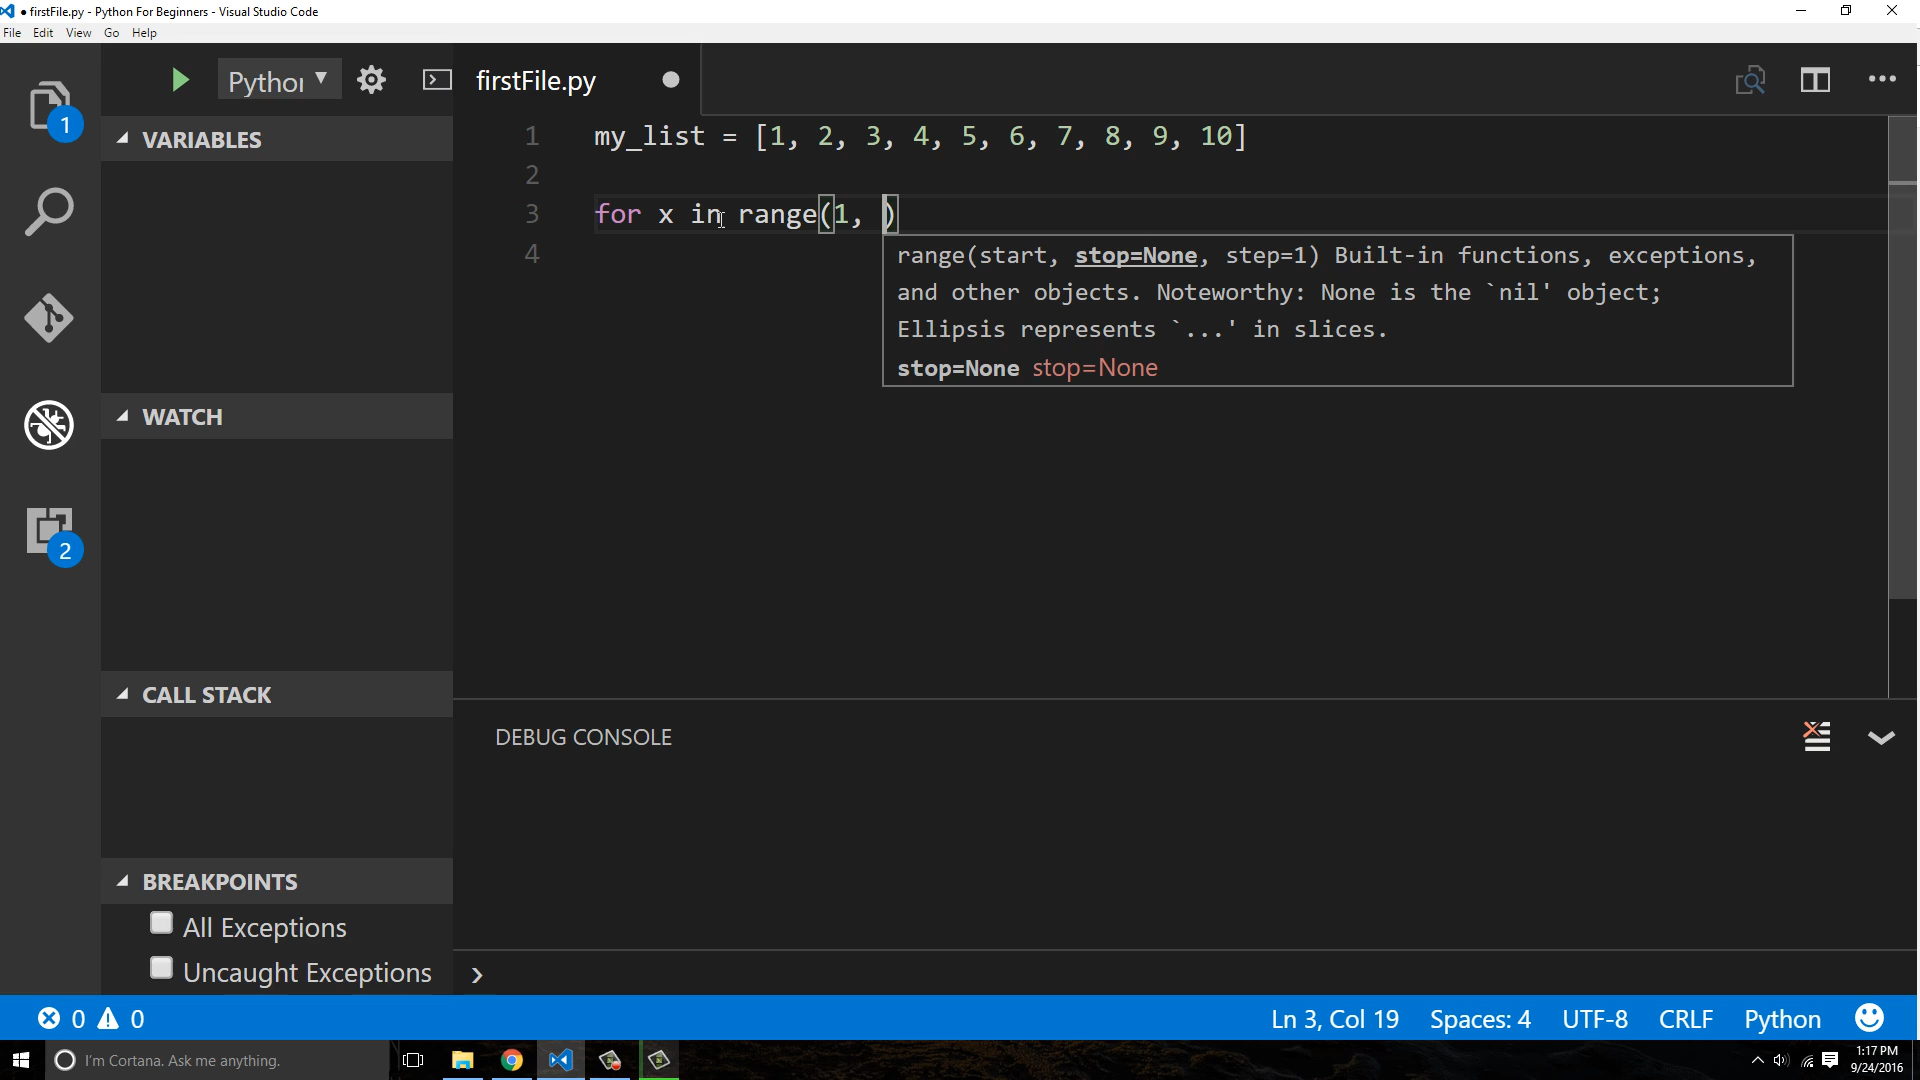 ● firstFile.py - Python For Beginners - Visual Studio Code
File Edit View Go Help
Pythor
firstFile.py
1
VARIABLES
1 my_list = [1, 2, 3, 4, 5, 6, 7, 8, 9, 10]
2
3 for x in range(1, )
4
range(start, stop=None, step=1) Built-in functions, exceptions,
and other objects. Noteworthy: None is the `nil' object;
Ellipsis represents `...' in slices.
stop=None stop=None
WATCH
2
CALL STACK
DEBUG CONSOLE
BREAKPOINTS
All Exceptions
Uncaught Exceptions
0 0 Ln 3, Col 19 Spaces: 4 UTF-8 CRLF Python
I'm Cortana. Ask me anything.
1:17 PM
9/24/2016